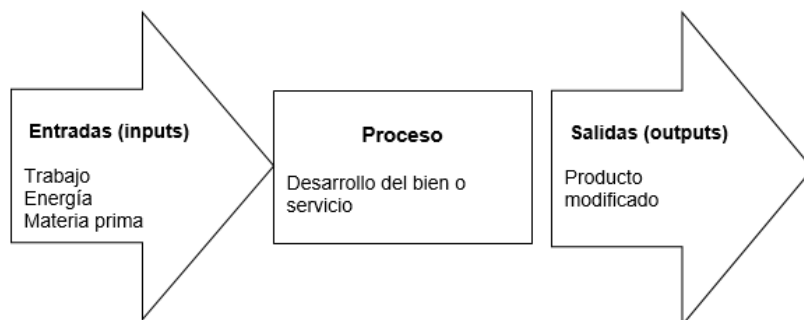 Entradas (inputs)
Trabajo
Energía
Materia prima
Proceso
Desarrollo del bien o
servicio
Salidas (outputs)
Producto
modificado